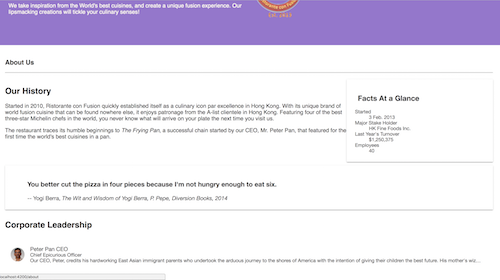 We take inspiration from the World's best cuisines, and create a unique fusion experience. Our
lipsmacking creations will tickle your culinary senses!
Ristorante con Fusion
EST. 2013
About Us
Our History
Started in 2010, Ristorante con Fusion quickly established itself as a culinary icon par excellence in Hong Kong. With its unique brand of
world fusion cuisine that can be found nowhere else, it enjoys patronage from the A-list clientele in Hong Kong. Featuring four of the best
three-star Michelin chefs in the world, you never know what will arrive on your plate the next time you visit us.
The restaurant traces its humble beginnings to The Frying Pan, a successful chain started by our CEO, Mr. Peter Pan, that featured for the
first time the world's best cuisines in a pan.
Facts At a Glance
Started
3 Feb. 2013
Major Stake Holder
HK Fine Foods Inc.
Last Year's Turnover
$1,250,375
Employees
40
You better cut the pizza in four pieces because I'm not hungry enough to eat six.
-- Yogi Berra, The Wit and Wisdom of Yogi Berra, P. Pepe, Diversion Books, 2014
Corporate Leadership
Peter Pan CEO
Chief Epicurious Officer
Our CEO, Peter, credits his hardworking East Asian immigrant parents who undertook the arduous journey to the shores of America with the intention of giving their children the best future. His mother's wiz...
localhost:4200/about